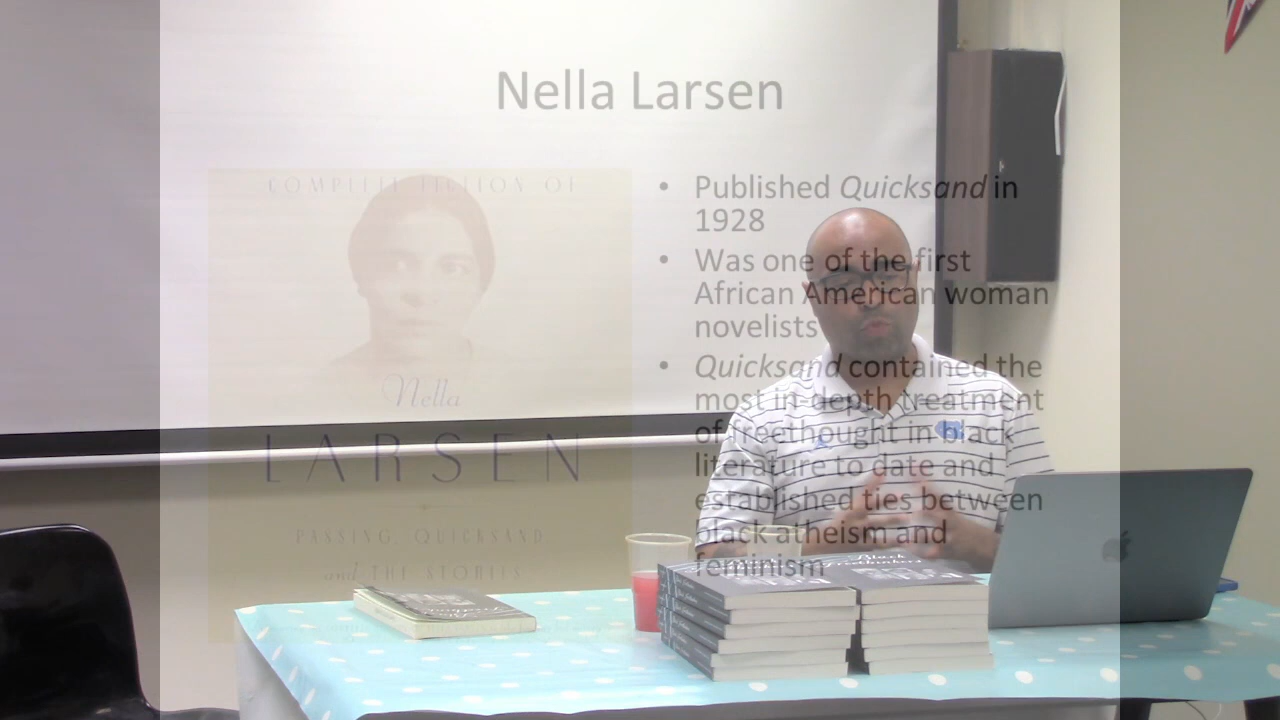 Nella Larsen
COMPLETE FICTION OF
Nella
LARSEN
PASSING, QUICKSAND
and THE STORIES
• Published Quicksand in
1928
• Was one of the first
African American woman
novelists
• Quicksand contained the
most in-depth treatment
of freethought in black
literature to date and
established ties between
black atheism and
feminism
Black
Freethinkers